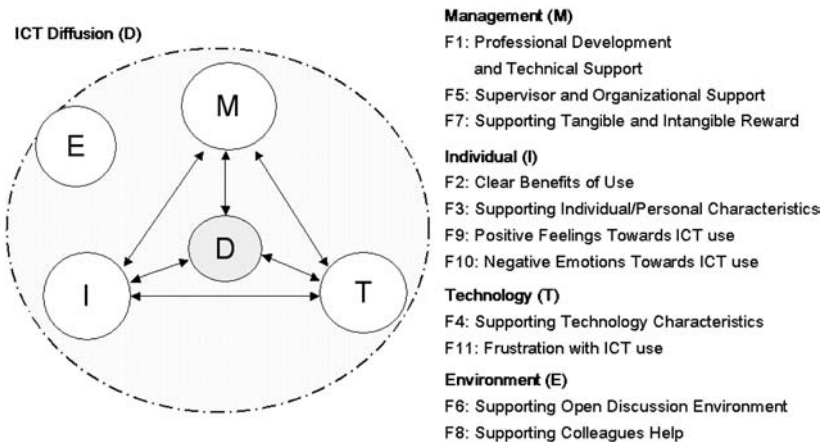 ICT Diffusion (D)
M
E
D
I
T
Management (M)
F1: Professional Development
and Technical Support
F5: Supervisor and Organizational Support
F7: Supporting Tangible and Intangible Reward
Individual (I)
F2: Clear Benefits of Use
F3: Supporting Individual/Personal Characteristics
F9: Positive Feelings Towards ICT use
F10: Negative Emotions Towards ICT use
Technology (T)
F4: Supporting Technology Characteristics
F11: Frustration with ICT use
Environment (E)
F6: Supporting Open Discussion Environment
F8: Supporting Colleagues Help